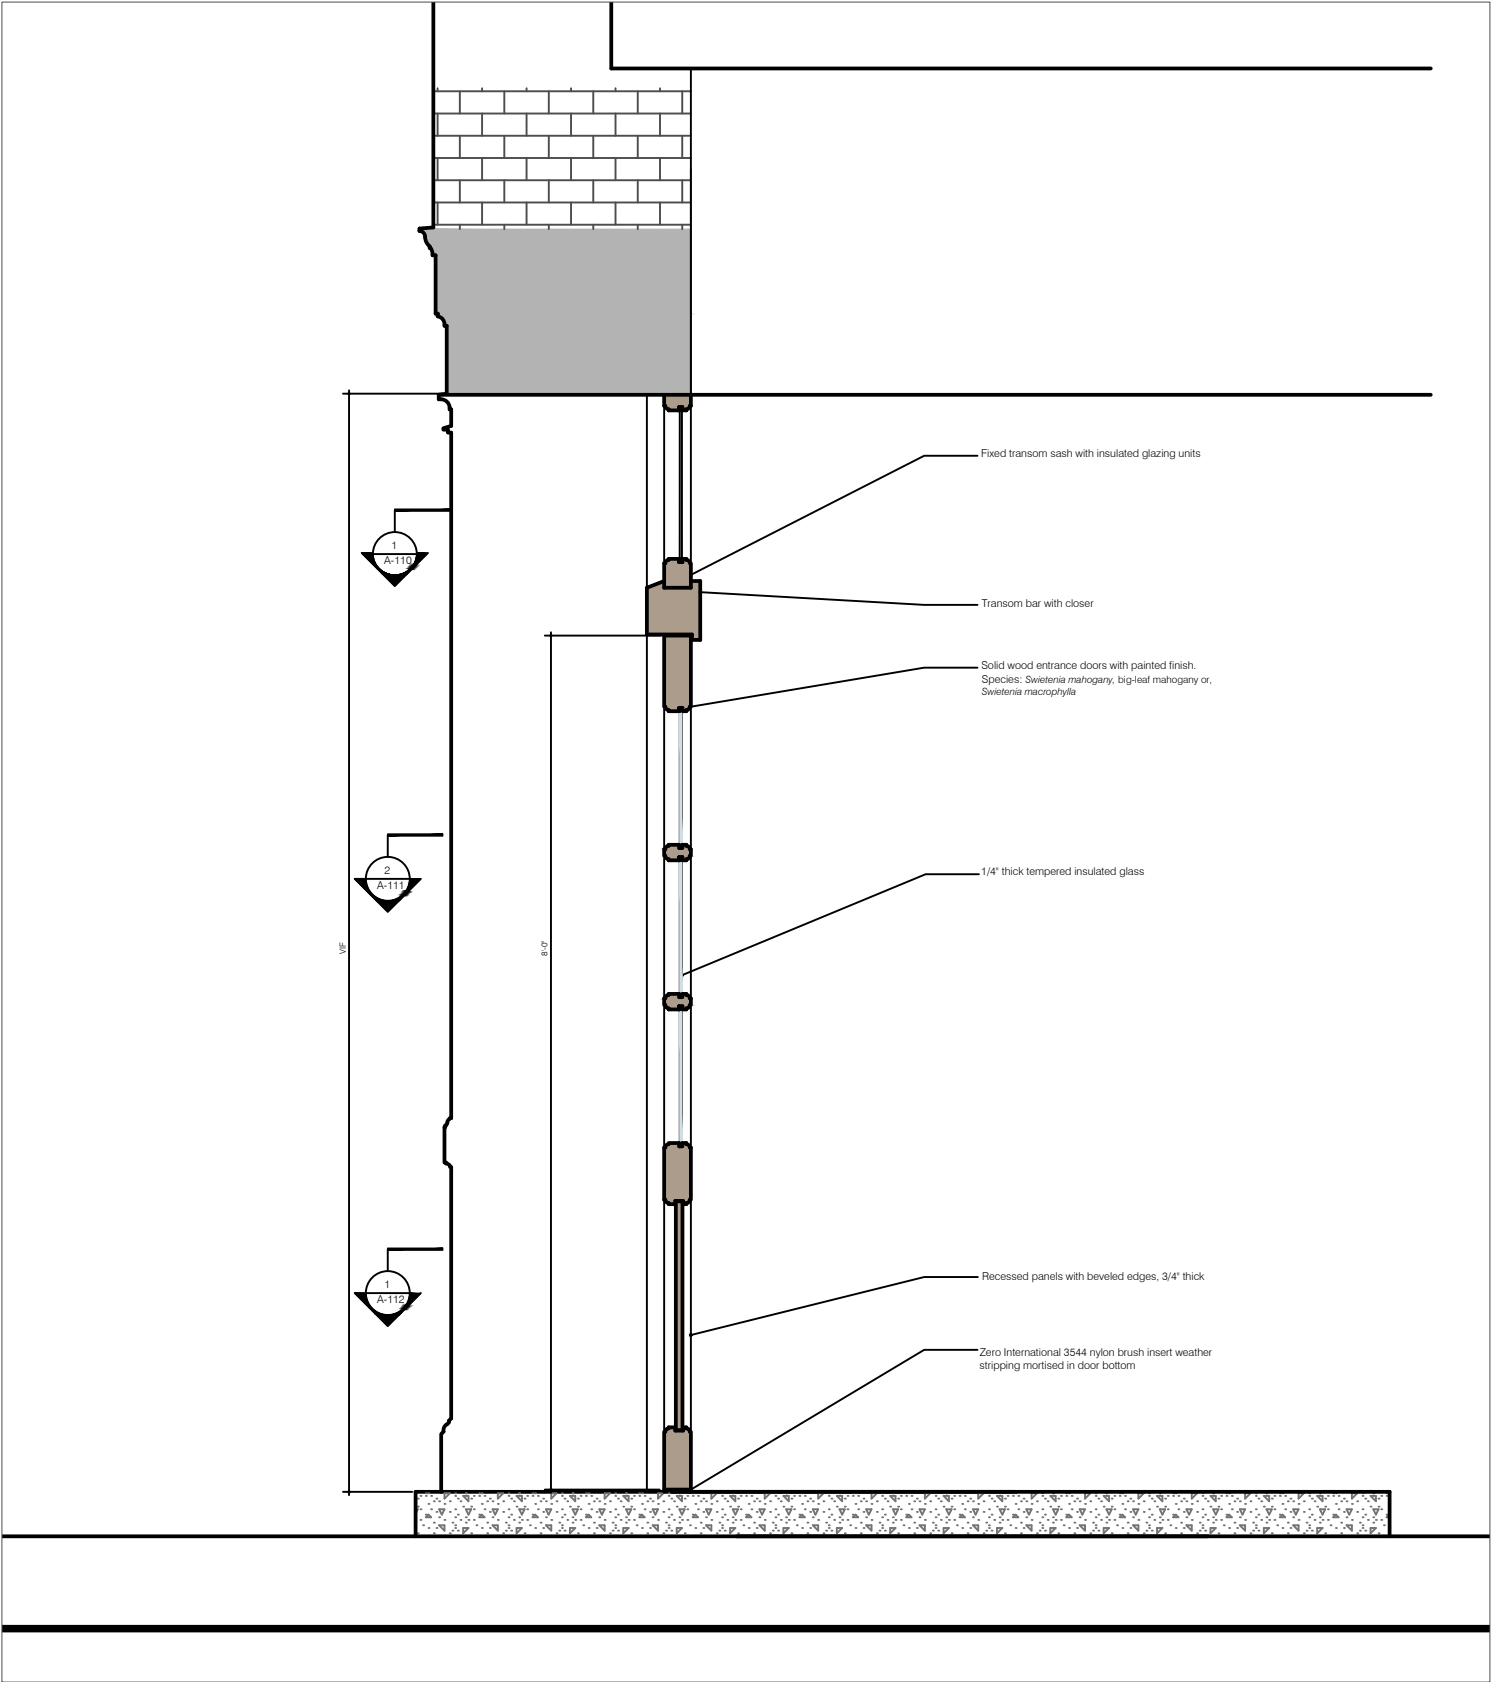 Fixed transom sash with insulated glazing units
1
A-110
Transom bar with closer
Solid wood entrance doors with painted finish.
Species: Swietenia mahogany, big-leaf mahogany or,
Swietenia macrophylla
2
A-111
1/4" thick tempered insulated glass
VIF
8'-0"
1
A-112
Recessed panels with beveled edges, 3/4" thick
Zero International 3544 nylon brush insert weather
stripping mortised in door bottom